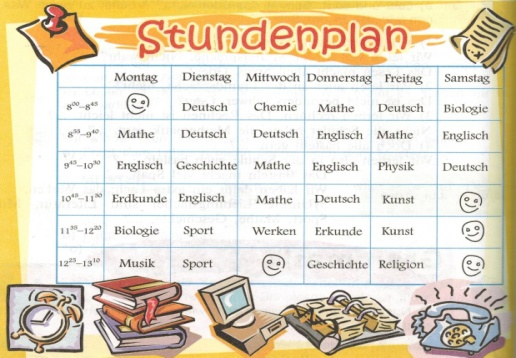 Stundenplan
Montag Dienstag Mittwoch Donnerstag Freitag Samstag
8⁰⁰–8⁴⁵ Deutsch Chemie Mathe Deutsch Biologie
8⁵⁵–9⁴⁰ Mathe Deutsch Deutsch Englisch Mathe Englisch
9⁴⁵–10³⁰ Englisch Geschichte Mathe Englisch Physik Deutsch
10⁴⁵–11³⁰ Erdkunde Englisch Mathe Deutsch Kunst
11³⁵–12²⁰ Biologie Sport Werken Erkunde Kunst
12²⁵–13¹⁰ Musik Sport Geschichte Religion